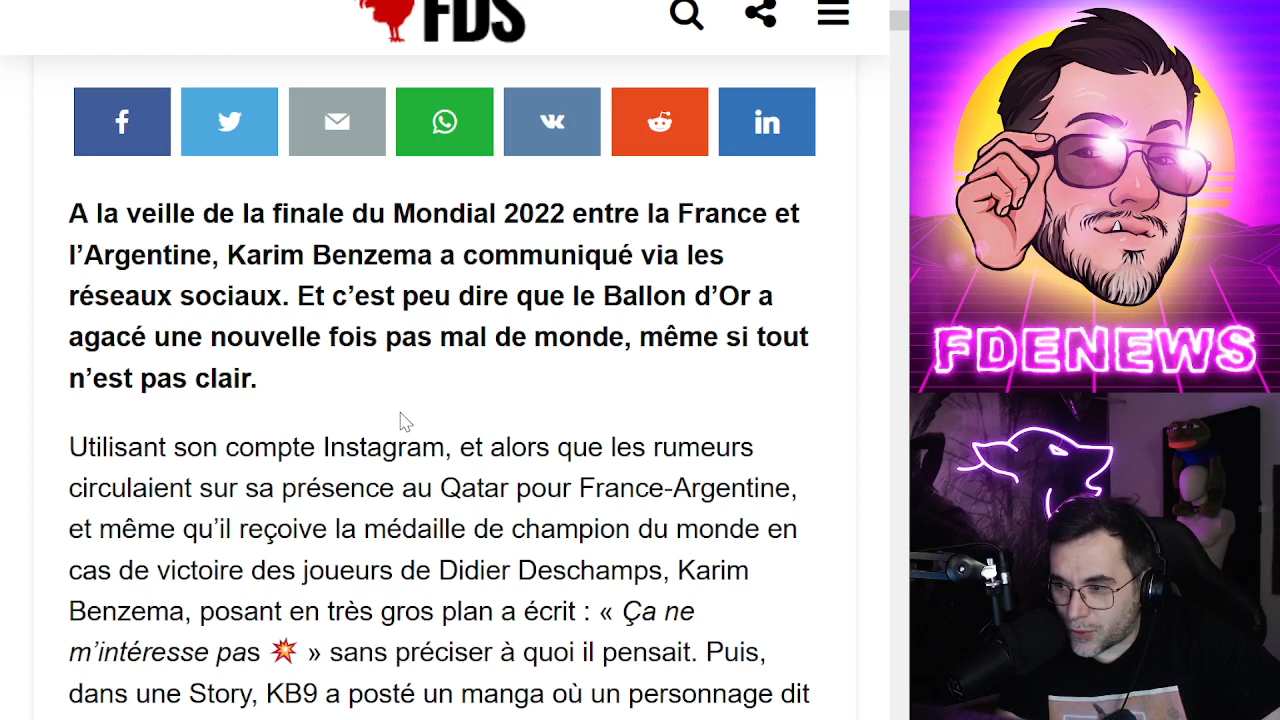 FDS
A la veille de la finale du Mondial 2022 entre la France et
l’Argentine, Karim Benzema a communiqué via les
réseaux sociaux. Et c’est peu dire que le Ballon d’Or a
agacé une nouvelle fois pas mal de monde, même si tout
n’est pas clair.
Utilisant son compte Instagram, et alors que les rumeurs
circulaient sur sa présence au Qatar pour France-Argentine,
et même qu’il reçoive la médaille de champion du monde en
cas de victoire des joueurs de Didier Deschamps, Karim
Benzema, posant en très gros plan a écrit : « Ça ne
m’intéresse pas 💥 » sans préciser à quoi il pensait. Puis,
dans une Story, KB9 a posté un manga où un personnage dit
FDENEWS